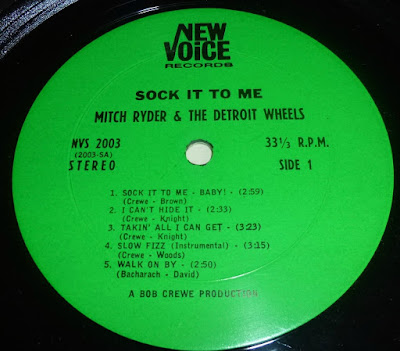 NEW
VOICE
RECORDS
SOCK IT TO ME
MITCH RYDER & THE DETROIT WHEELS
NVS 2003
33 1/3 R.P.M.
(2003-SA)
STEREO
SIDE 1
1. SOCK IT TO ME - BABY! - (2:59)
(Crewe - Brown)
2. I CAN'T HIDE IT - (2:33)
(Crewe - Knight)
3. TAKIN' ALL I CAN GET - (3:23)
(Crewe - Knight)
4. SLOW FIZZ (Instrumental) - (3:15)
(Crewe - Woods)
5. WALK ON BY - (2:50)
(Bacharach - David)
A BOB CREWE PRODUCTION